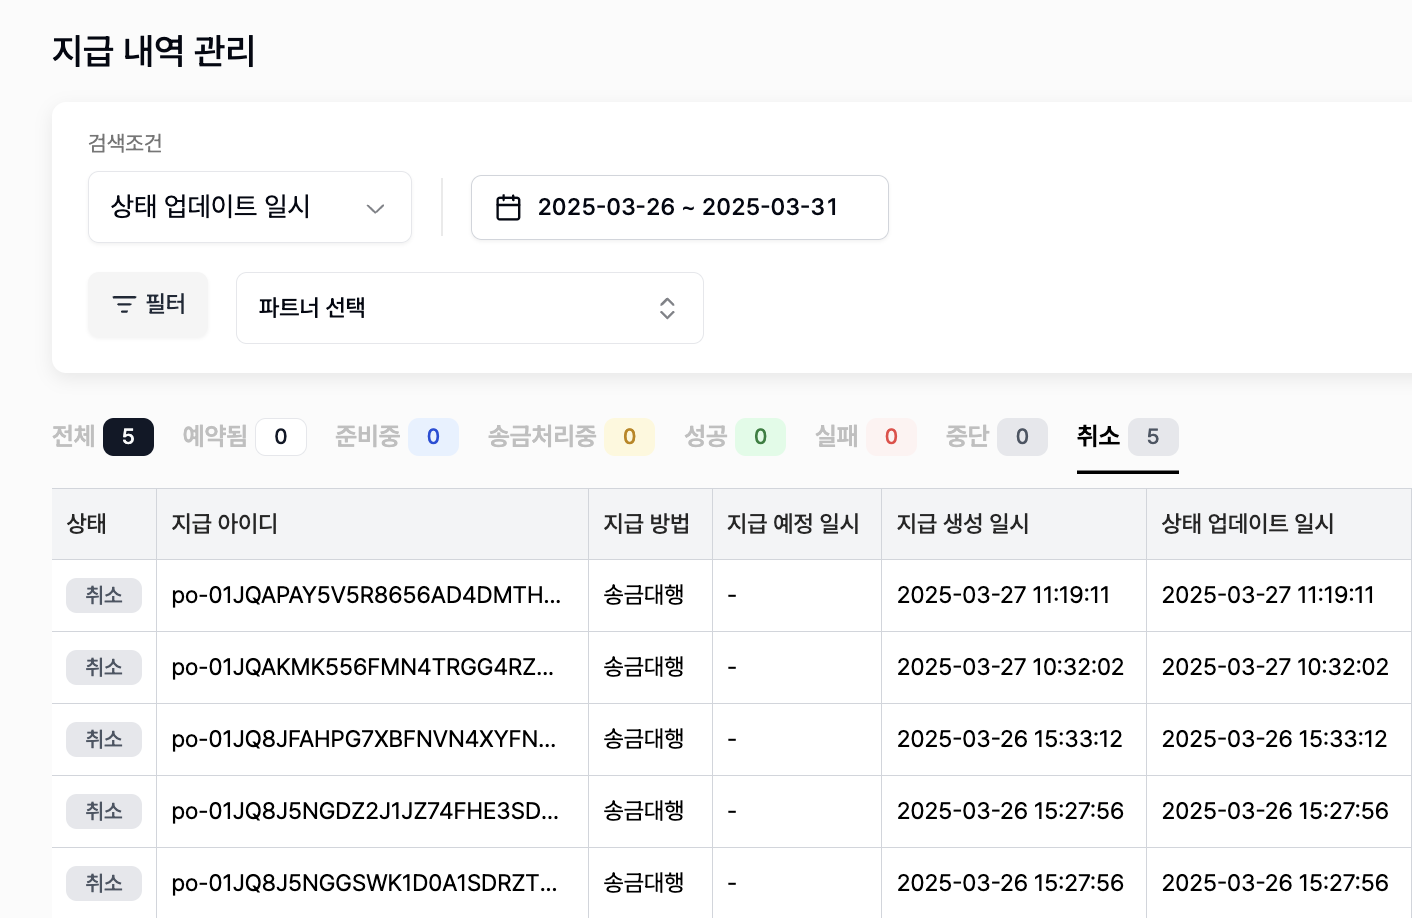 지급 내역 관리
검색조건
상태 업데이트 일시
2025-03-26 ~ 2025-03-31
필터
파트너 선택
전체 5 예약됨 0 준비중 0 송금처리중 0 성공 0 실패 0 중단 0 취소 5
상태 지급 아이디 지급 방법 지급 예정 일시 지급 생성 일시 상태 업데이트 일시
취소 po-01JQAPAY5V5R8656AD4DMTH... 송금대행 - 2025-03-27 11:19:11 2025-03-27 11:19:11
취소 po-01JQAKMK556FMN4TRGG4RZ... 송금대행 - 2025-03-27 10:32:02 2025-03-27 10:32:02
취소 po-01JQ8JFAHPG7XBFNVN4XYFN... 송금대행 - 2025-03-26 15:33:12 2025-03-26 15:33:12
취소 po-01JQ8J5NGDZ2J1JZ74FHE3SD... 송금대행 - 2025-03-26 15:27:56 2025-03-26 15:27:56
취소 po-01JQ8J5NGGSWK1D0A1SDRZT... 송금대행 - 2025-03-26 15:27:56 2025-03-26 15:27:56